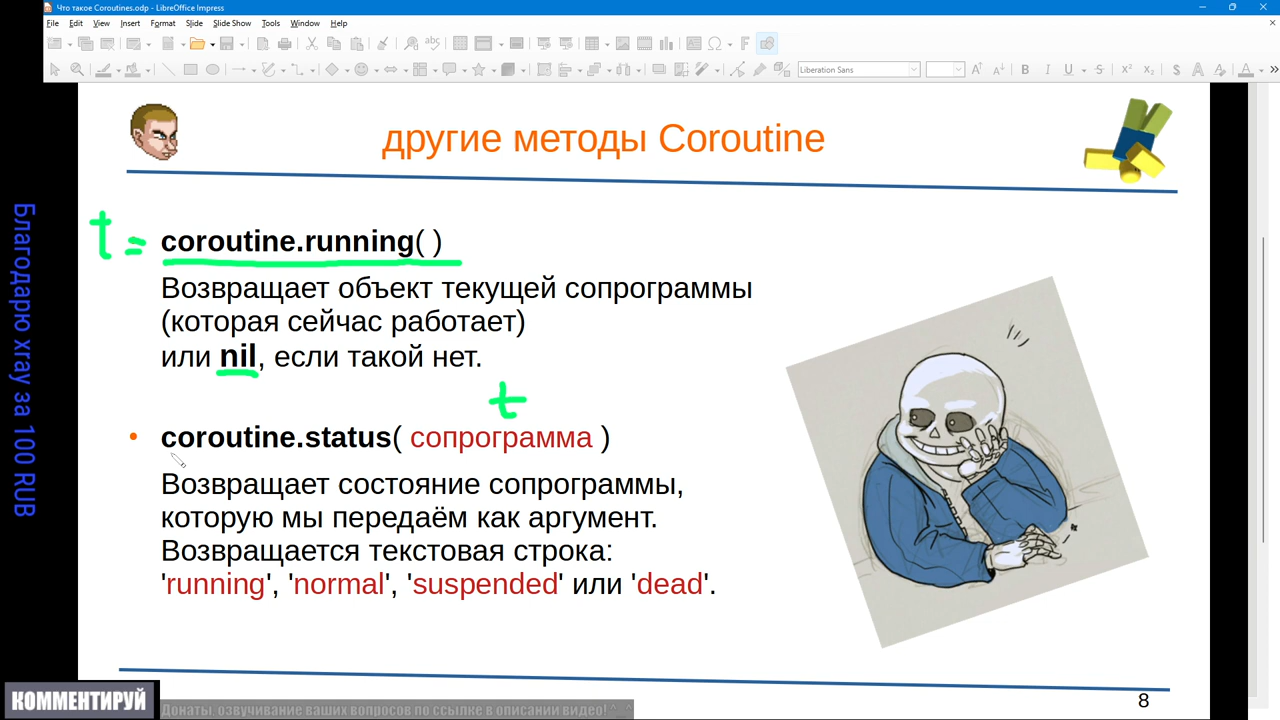 Что такое Coroutines.odp - LibreOffice Impress
File Edit View Insert Format Slide Slide Show Tools Window Help
Liberation Sans
другие методы Coroutine
t = coroutine.running( )
Возвращает объект текущей сопрограммы
(которая сейчас работает)
или nil, если такой нет.
t
• coroutine.status( сопрограмма )
Возвращает состояние сопрограммы,
которую мы передаём как аргумент.
Возвращается текстовая строка:
'running', 'normal', 'suspended' или 'dead'.
8
Благодарю xray за 100 RUB
КОММЕНТИРУЙ
Донаты, озвучивание ваших вопросов по ссылке в описании видео! ^_^